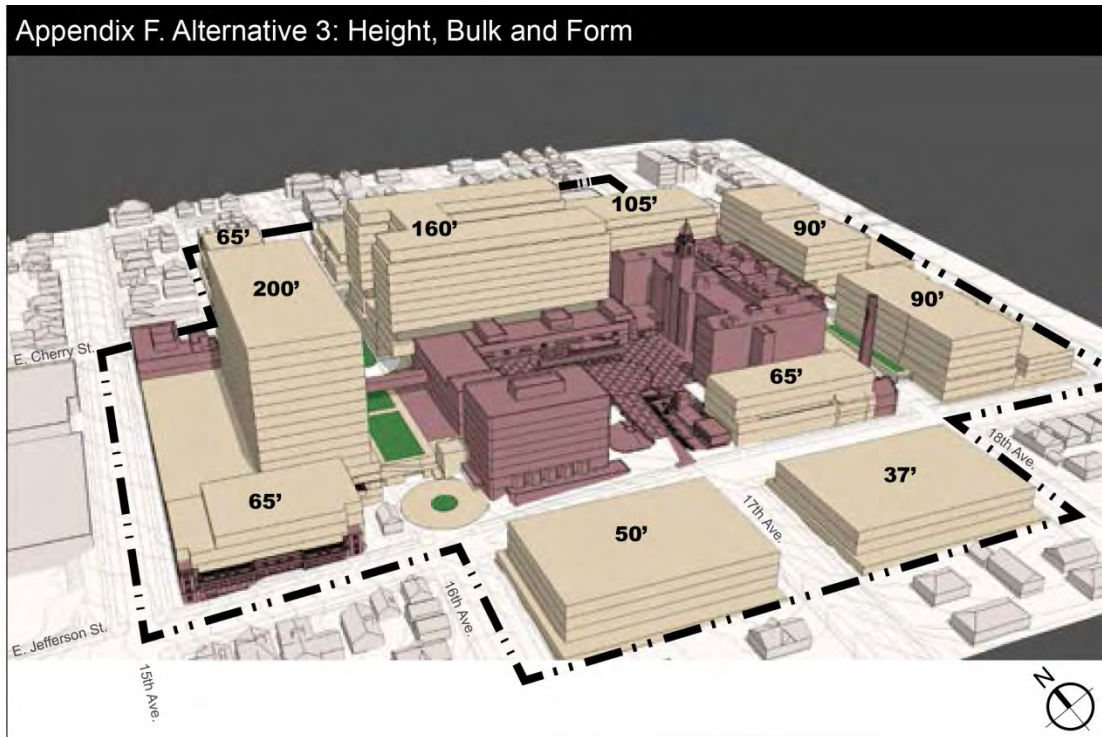 Appendix F. Alternative 3: Height, Bulk and Form
105'
65'
160'
90'
200'
90'
E. Cherry St.
65'
18th Ave.
37'
65'
17th Ave.
50'
16th Ave.
E. Jefferson St.
15th Ave.
N